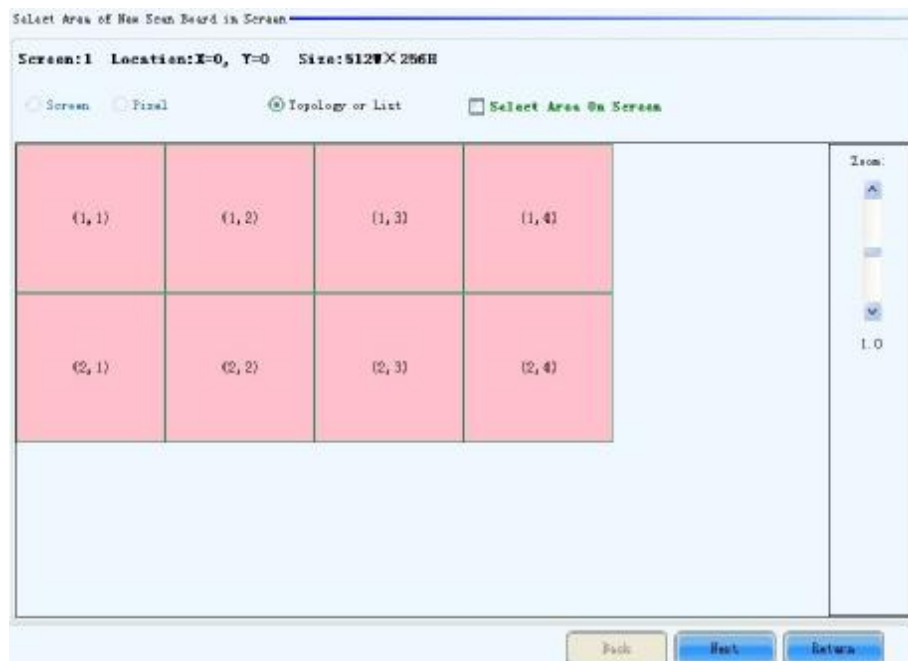 Select Area of New Scan Board in Screen
Screen:1 Location:X=0, Y=0 Size:512W×256H
Screen Pixel Topology or List Select Area On Screen
Zoom:
(1, 1) (1, 2) (1, 3) (1, 4)
1.0
(2, 1) (2, 2) (2, 3) (2, 4)
Back Next Return